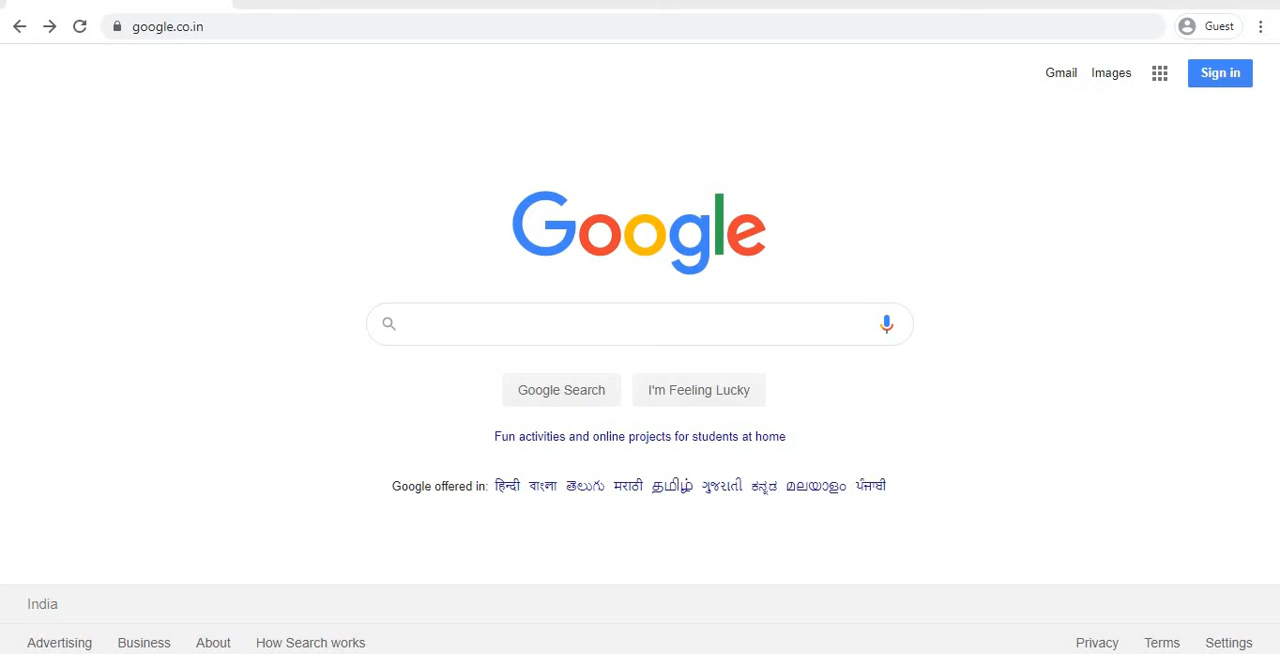 google.co.in
Guest
Gmail Images
Sign in
Google
Google Search I'm Feeling Lucky
Fun activities and online projects for students at home
Google offered in: हिन्दी বাংলা తెలుగు मराठी தமிழ் ગુજરાતી ಕನ್ನಡ മലയാളം ਪੰਜਾਬੀ
India
Advertising Business About How Search works Privacy Terms Settings